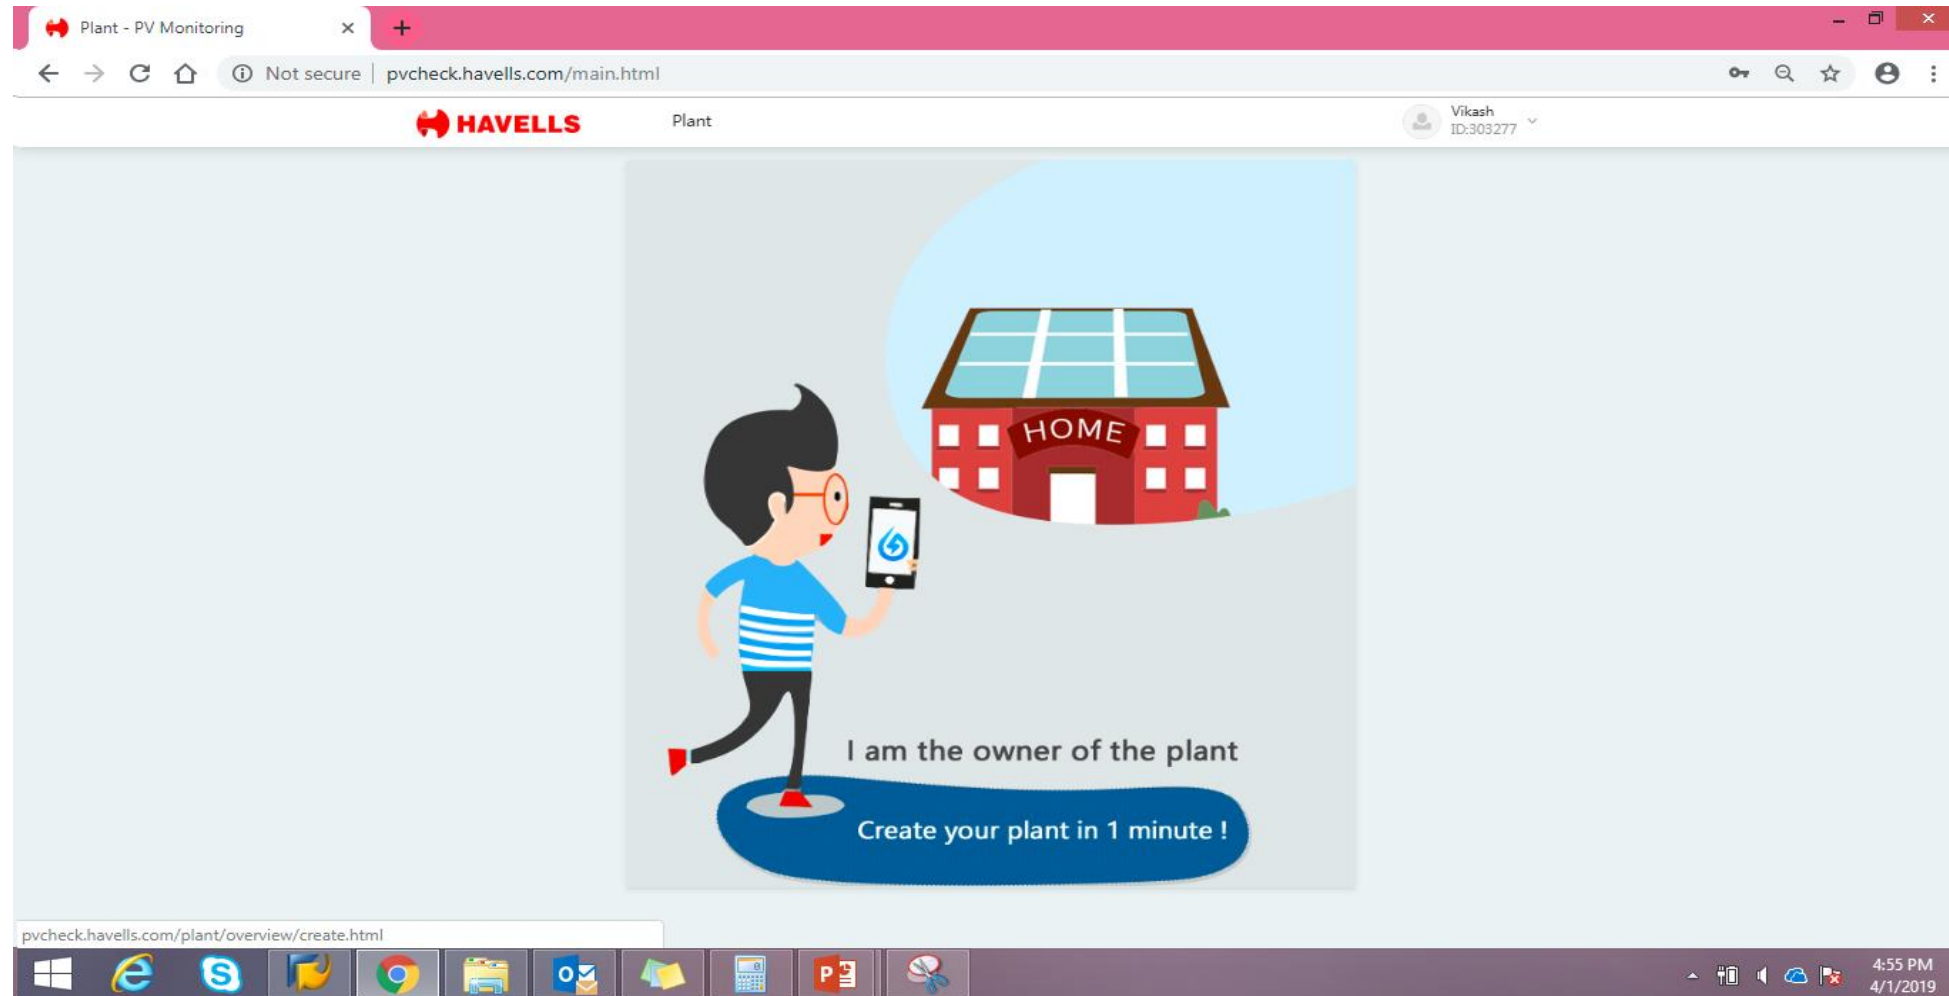 Plant - PV Monitoring
Not secure | pvcheck.havells.com/main.html
HAVELLS Plant
Vikash
ID:303277
HOME
I am the owner of the plant
Create your plant in 1 minute !
pvcheck.havells.com/plant/overview/create.html
4:55 PM
4/1/2019